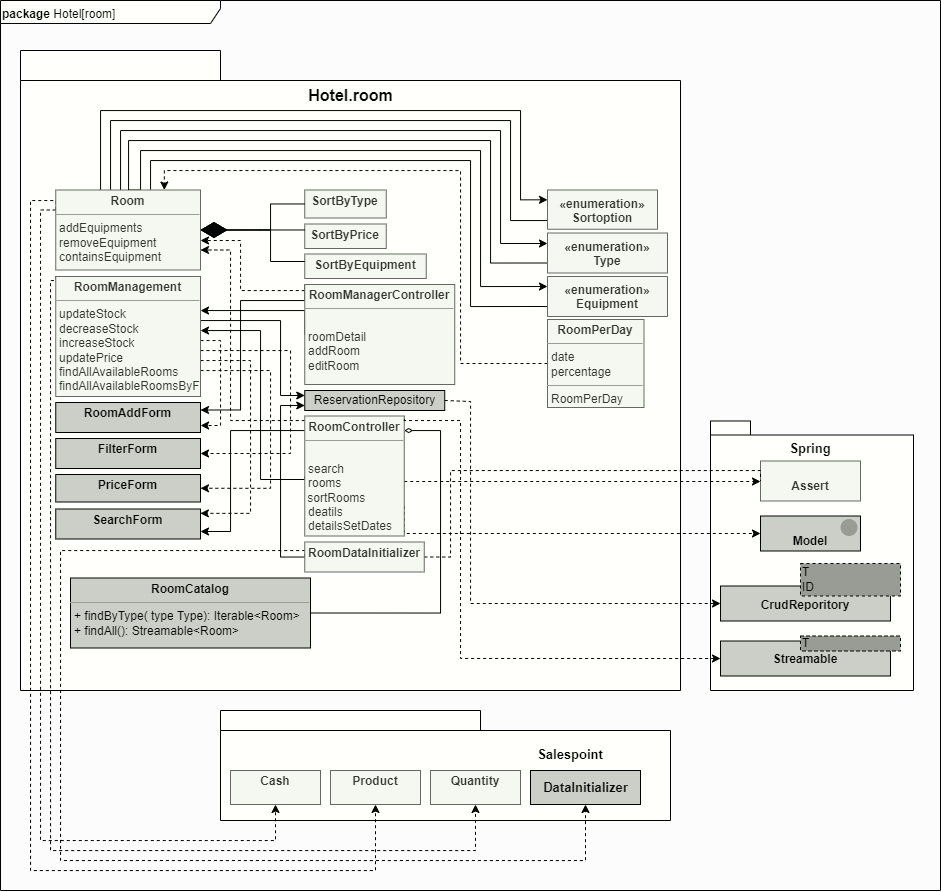 package Hotel[room]
Hotel.room
Room
addEquipments
removeEquipment
containsEquipment
SortByType
SortByPrice
SortByEquipment
«enumeration»
Sortoption
«enumeration»
Type
«enumeration»
Equipment
RoomManagement
updateStock
decreaseStock
increaseStock
updatePrice
findAllAvailableRooms
findAllAvailableRoomsByF
RoomManagerController
roomDetail
addRoom
editRoom
RoomPerDay
date
percentage
RoomPerDay
ReservationRepository
RoomAddForm
FilterForm
PriceForm
SearchForm
RoomController
search
rooms
sortRooms
deatils
detailsSetDates
RoomDataInitializer
RoomCatalog
+ findByType( type Type): Iterable<Room>
+ findAll(): Streamable<Room>
Spring
Assert
Model
T
ID
CrudReporitory
T
Streamable
Salespoint
Cash
Product
Quantity
DataInitializer